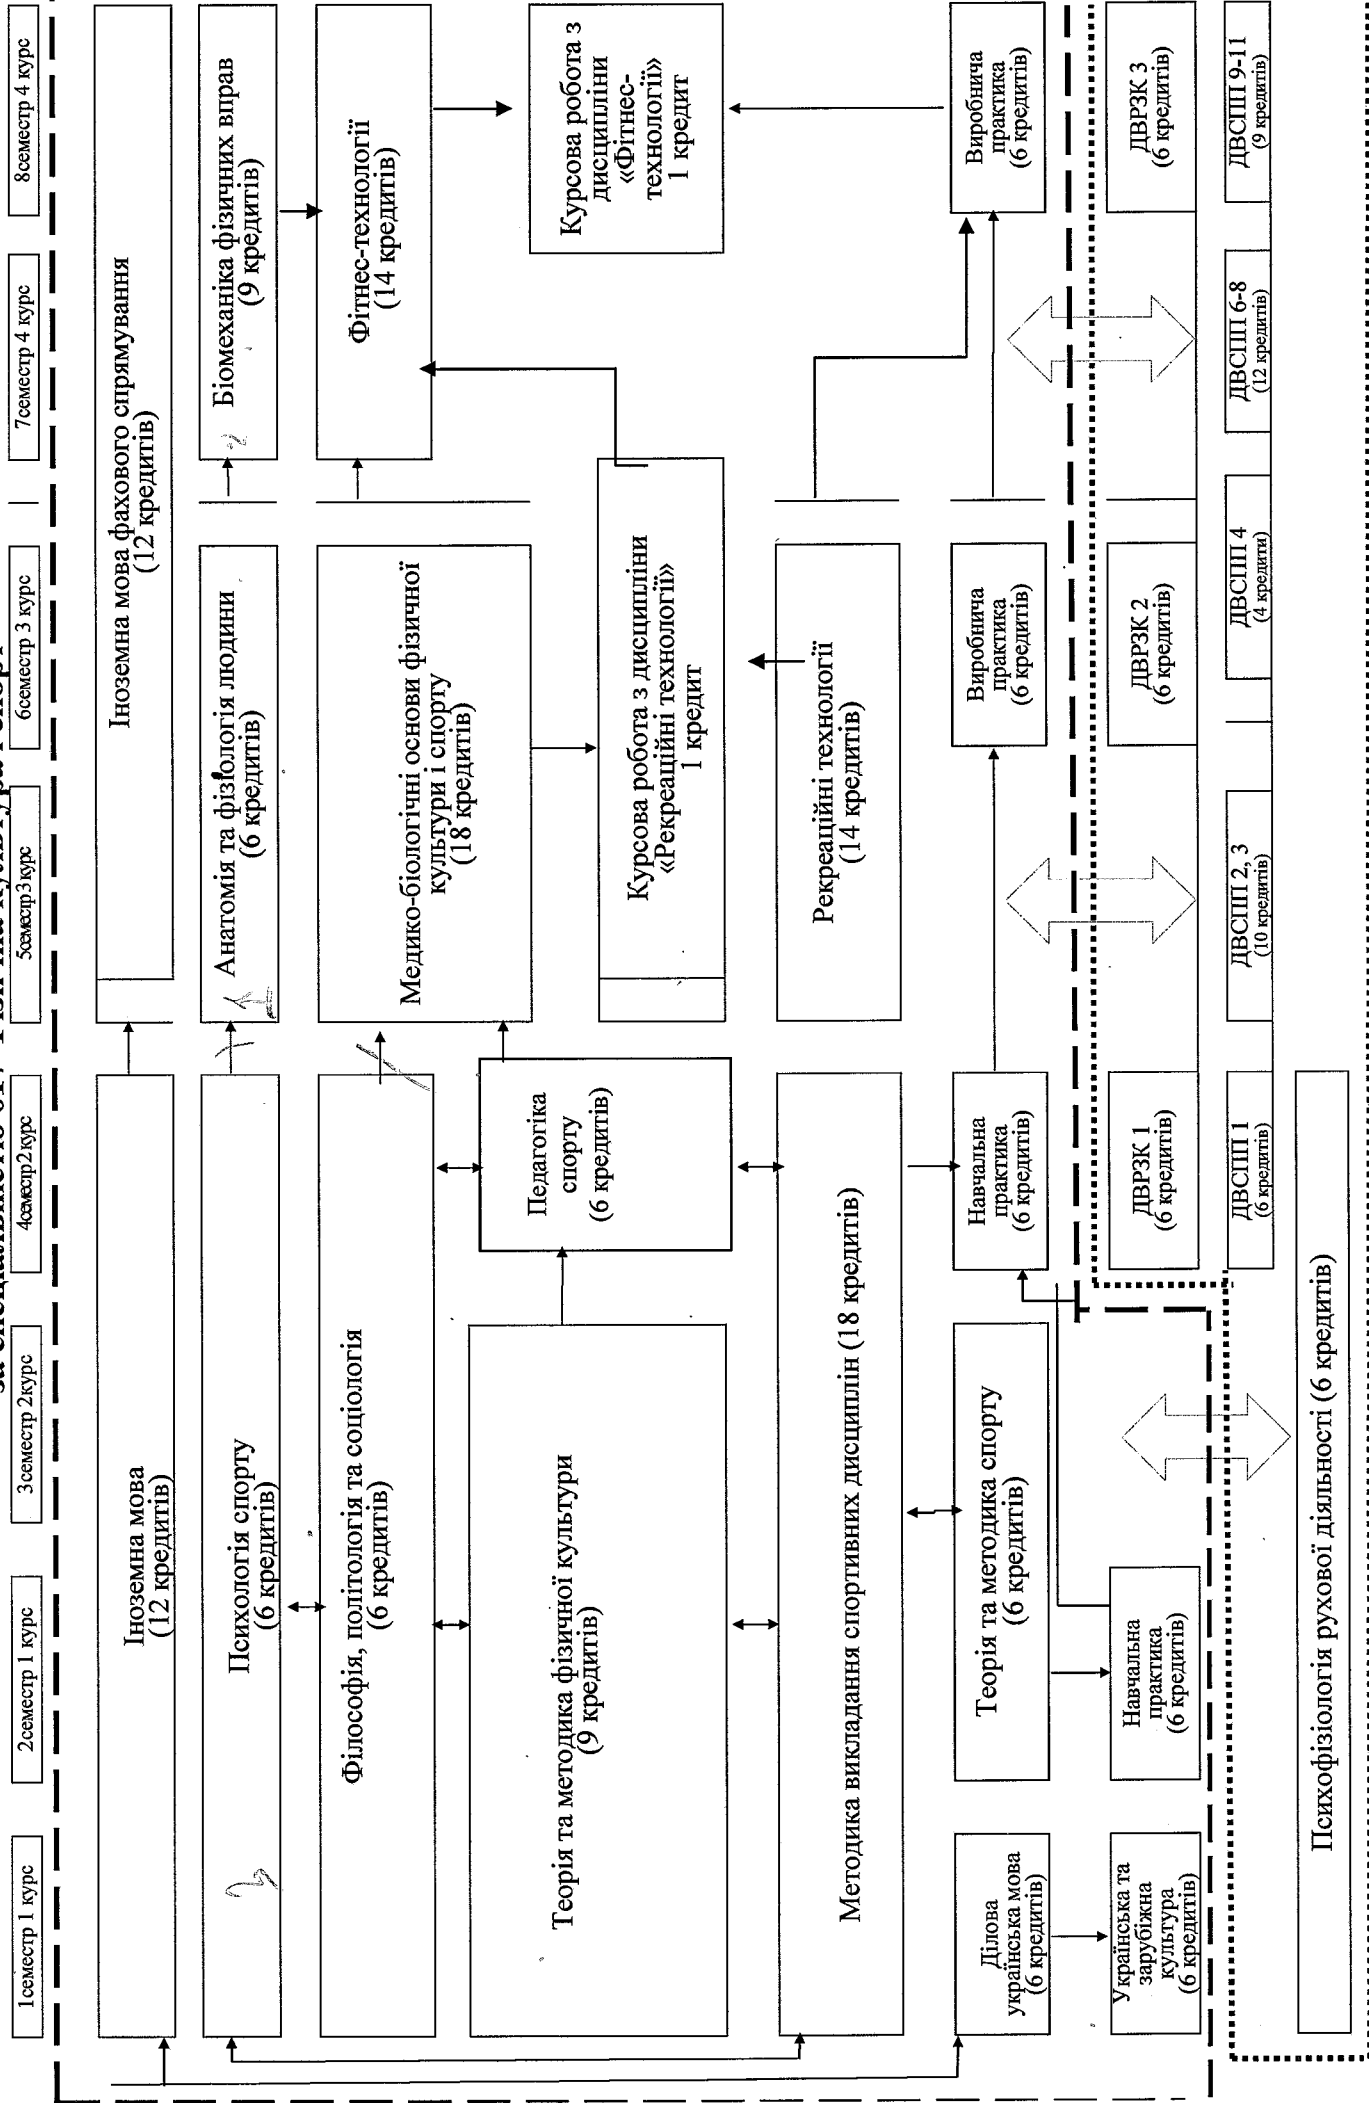 1семестр 1 курс
2семестр 1 курс
3семестр 2курс
4семестр2курс
5семестр3курс
6семестр 3 курс
7семестр 4 курс
8семестр 4 курс
Іноземна мова
(12 кредитів)
Іноземна мова фахового спрямування
(12 кредитів)
Психологія спорту
(6 кредитів)
Анатомія та фізіологія людини
(6 кредитів)
Біомеханіка фізичних вправ
(9 кредитів)
Філософія, політологія та соціологія
(6 кредитів)
Медико-біологічні основи фізичної
культури і спорту
(18 кредитів)
Фітнес-технології
(14 кредитів)
Теорія та методика фізичної культури
(9 кредитів)
Педагогіка
спорту
(6 кредитів)
Курсова робота з дисципліни
«Рекреаційні технології»
1 кредит
Курсова робота з
дисципліни
«Фітнес-
технології»
1 кредит
Методика викладання спортивних дисциплін (18 кредитів)
Рекреаційні технології
(14 кредитів)
Ділова
українська мова
(6 кредитів)
Теорія та методика спорту
(6 кредитів)
Навчальна
практика
(6 кредитів)
Виробнича
практика
(6 кредитів)
Виробнича
практика
(6 кредитів)
Українська та
зарубіжна
культура
(6 кредитів)
Навчальна
практика
(6 кредитів)
ДВРЗК 1
(6 кредитів)
ДВРЗК 2
(6 кредитів)
ДВРЗК 3
(6 кредитів)
ДВСПП 1
(6 кредитів)
ДВСПП 2, 3
(10 кредитів)
ДВСПП 4
(4 кредити)
ДВСПП 6-8
(12 кредитів)
ДВСПП 9-11
(9 кредитів)
Психофізіологія рухової діяльності (6 кредитів)